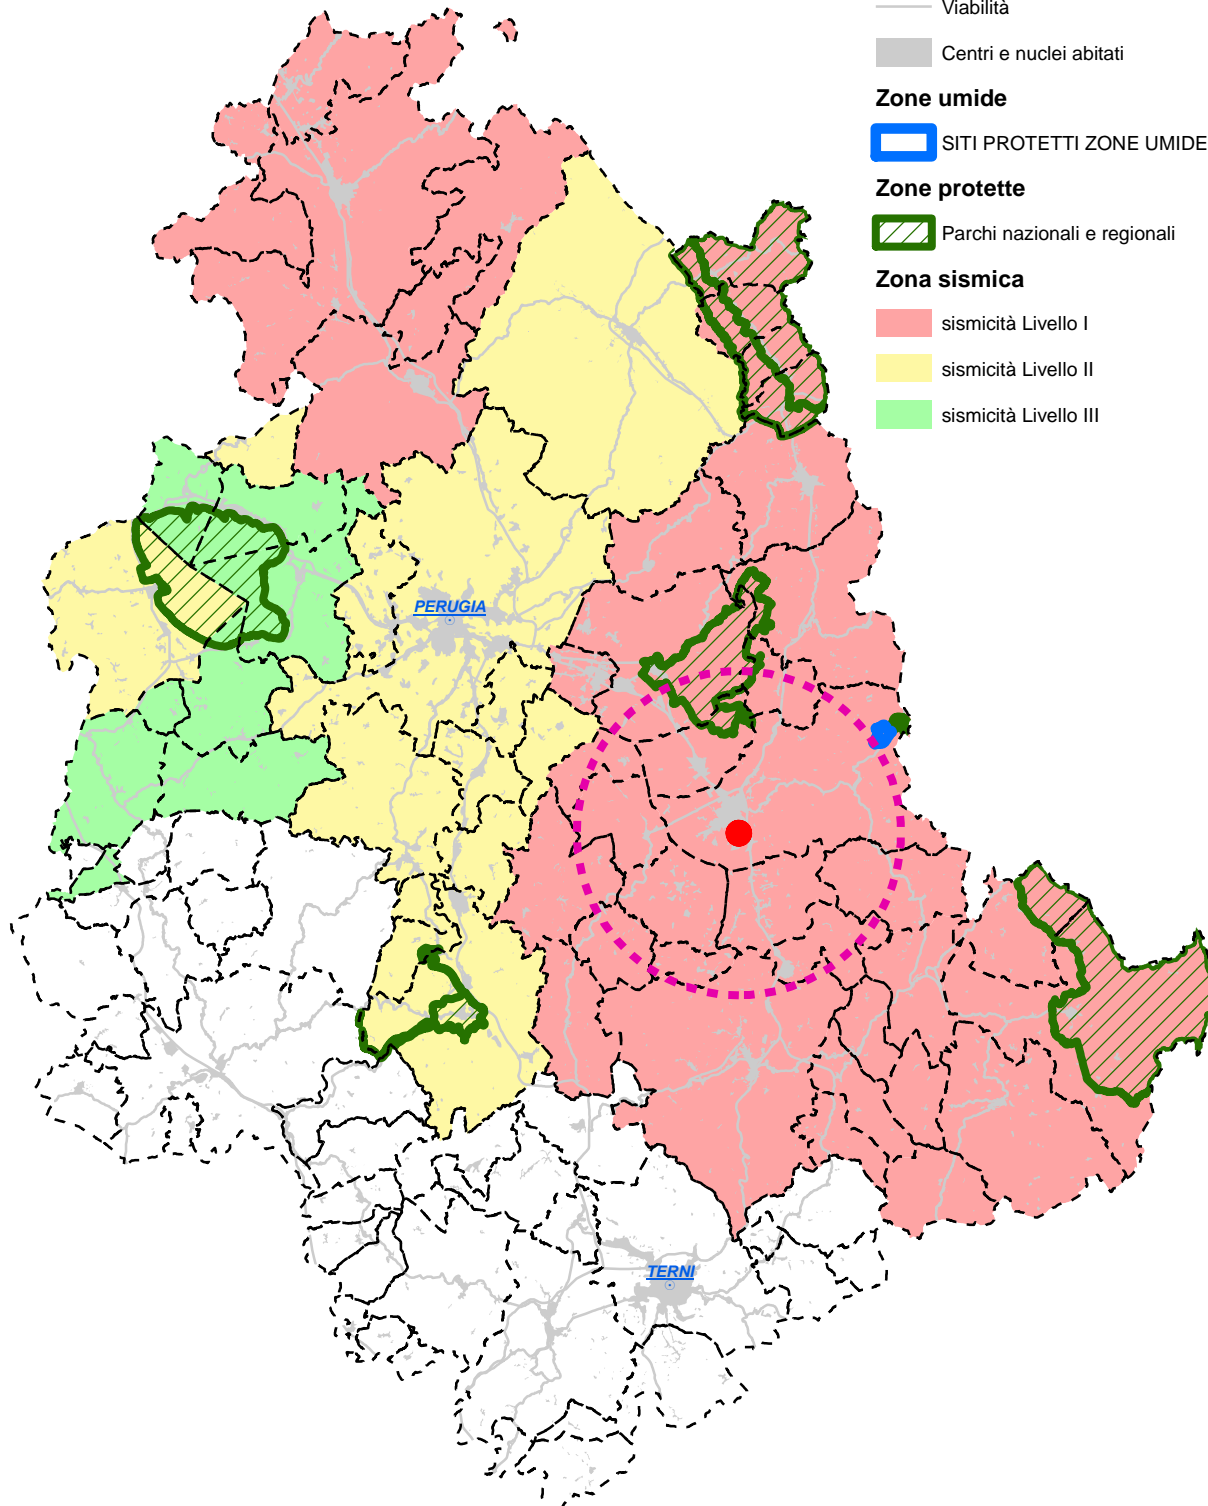 Viabilità
Centri e nuclei abitati
Zone umide
SITI PROTETTI ZONE UMIDE
Zone protette
Parchi nazionali e regionali
Zona sismica
sismicità Livello I
sismicità Livello II
sismicità Livello III
PERUGIA
TERNI